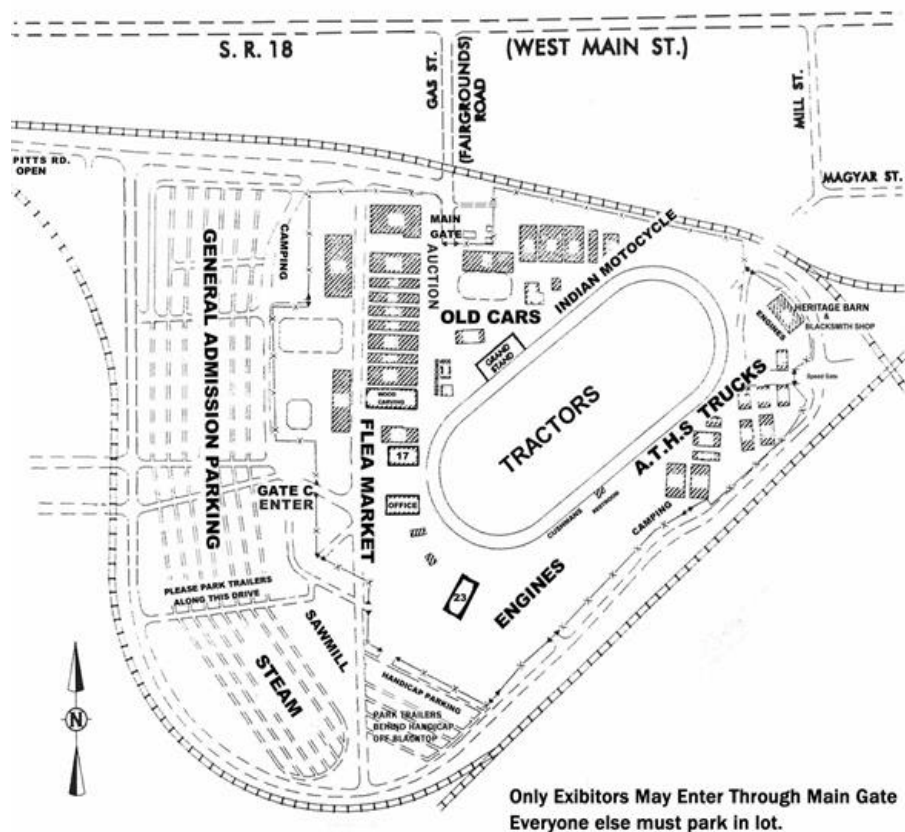 S. R. 18
(WEST MAIN ST.)
GAS ST.
(FAIRGROUNDS)
ROAD
MILL ST.
PITTS RD.
OPEN
MAGYAR ST.
MAIN
GATE
CAMPING
GENERAL ADMISSION PARKING
AUCTION
INDIAN MOTOCYCLE
OLD CARS
HERITAGE BARN
&
BLACKSMITH SHOP
ENGINES
GRAND
STAND
Speed Gate
WOOD
CARVING
TRACTORS
A.T.H.S TRUCKS
FLEA MARKET
17
GATE C
ENTER
OFFICE
RESTROOM
CUSHMANS
CAMPING
PLEASE PARK TRAILERS
ALONG THIS DRIVE
23
ENGINES
SAWMILL
STEAM
HANDICAP PARKING
N
PARK TRAILERS
BEHIND HANDICAP
OFF BLACKTOP
Only Exibitors May Enter Through Main Gate
Everyone else must park in lot.